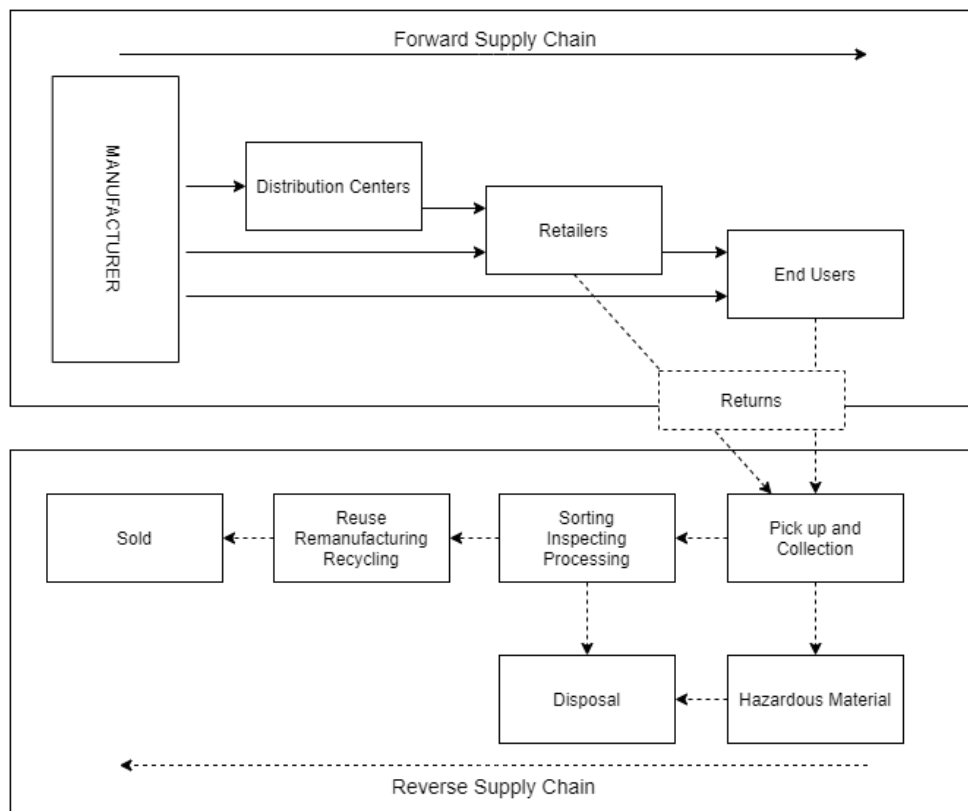 Forward Supply Chain
MANUFACTURER
Distribution Centers
Retailers
End Users
Returns
Sold
Reuse
Remanufacturing
Recycling
Sorting
Inspecting
Processing
Pick up and
Collection
Disposal
Hazardous Material
Reverse Supply Chain